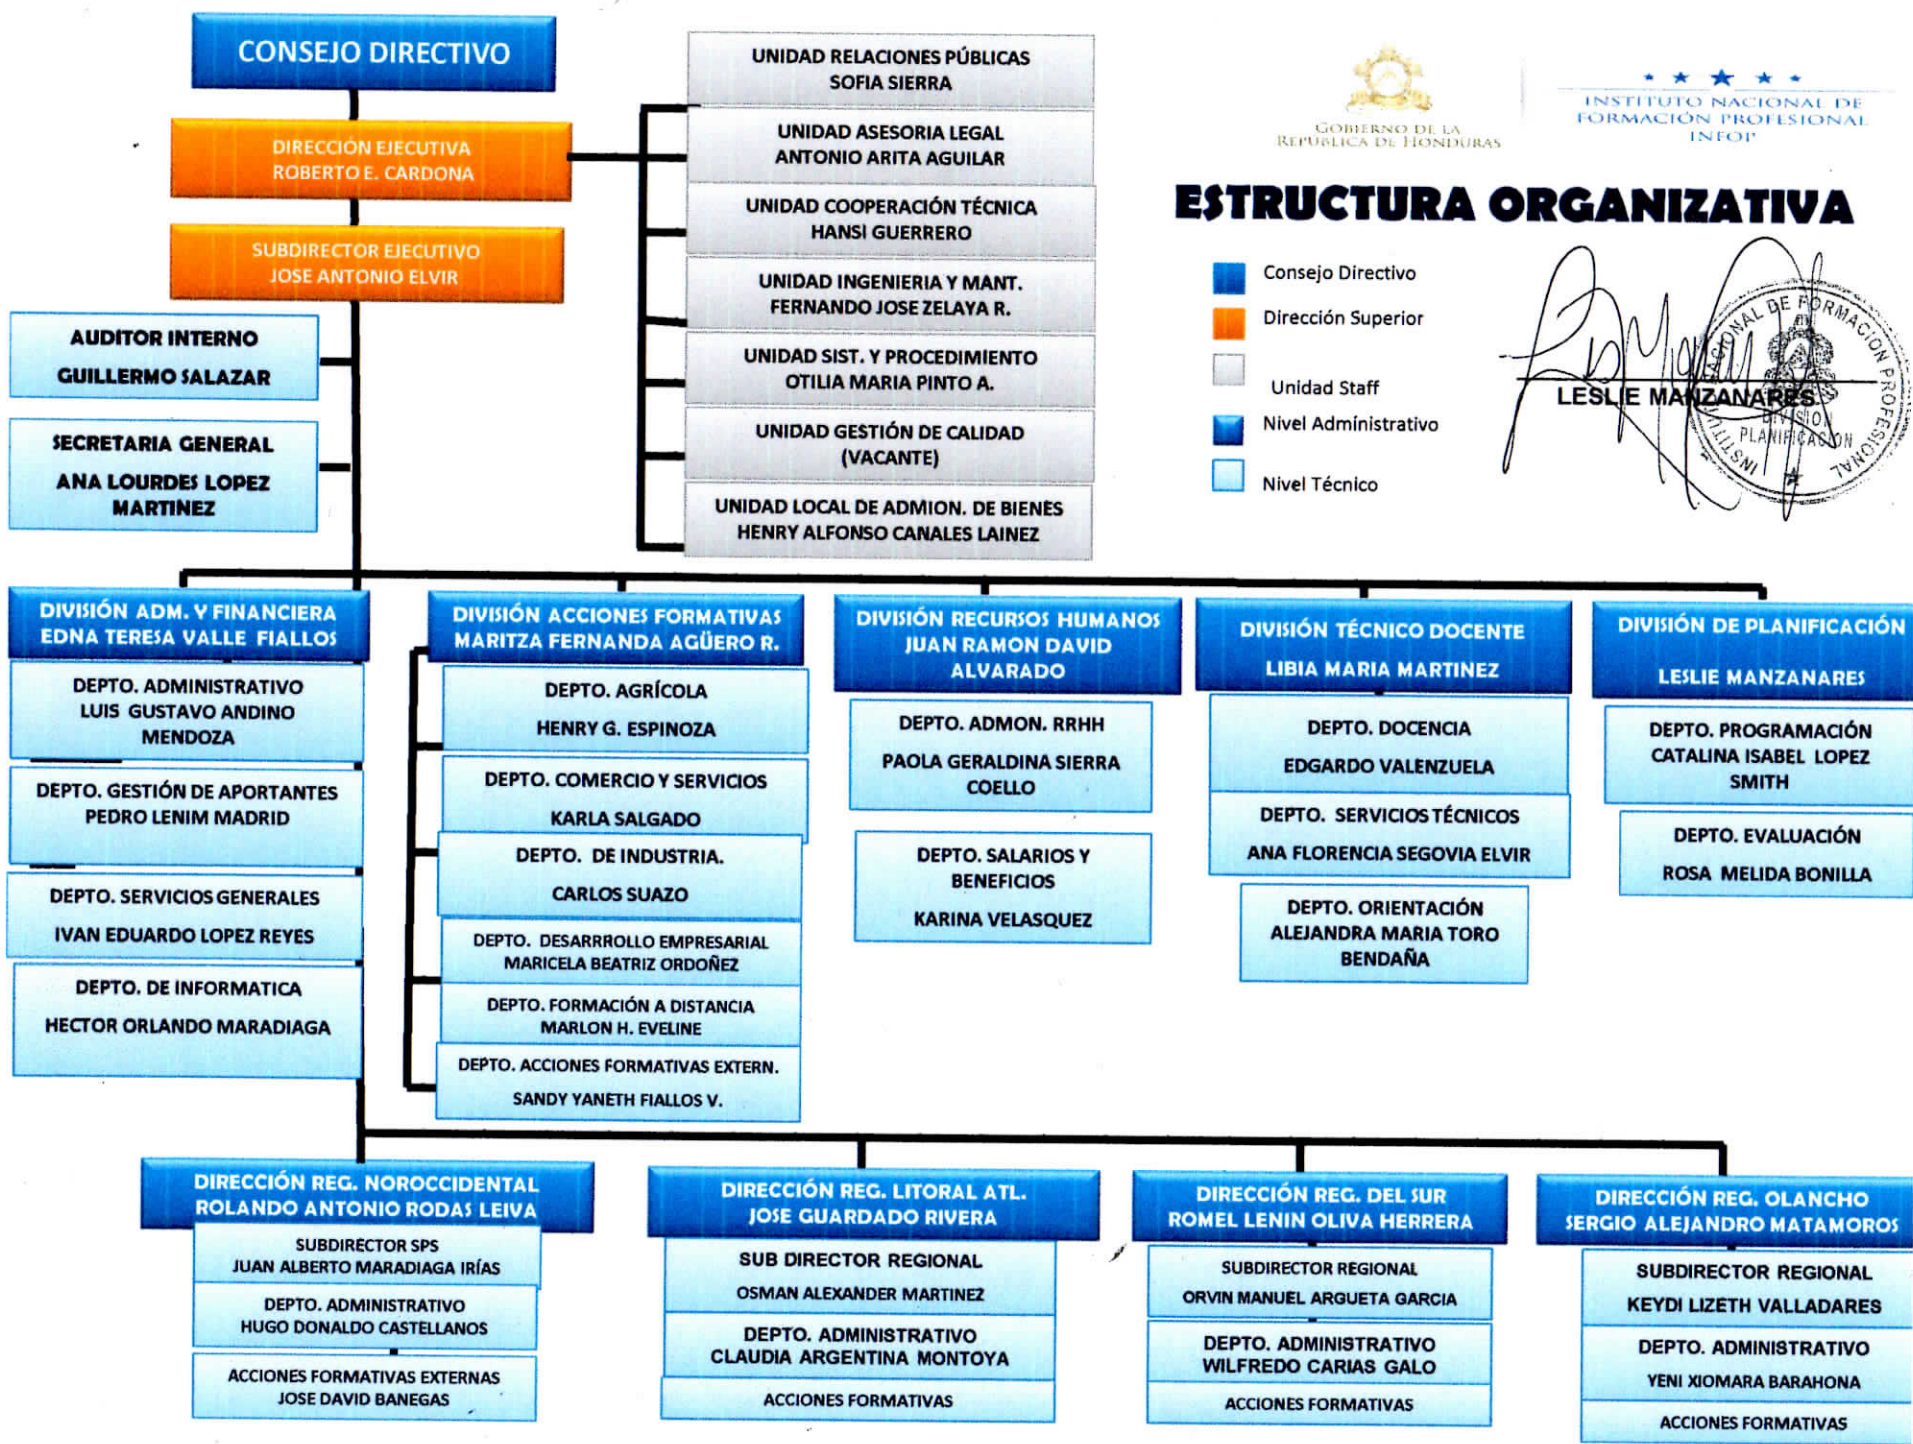 CONSEJO DIRECTIVO
DIRECCIÓN EJECUTIVA
ROBERTO E. CARDONA
SUBDIRECTOR EJECUTIVO
JOSE ANTONIO ELVIR
AUDITOR INTERNO
GUILLERMO SALAZAR
SECRETARIA GENERAL
ANA LOURDES LOPEZ
MARTINEZ
UNIDAD RELACIONES PÚBLICAS
SOFIA SIERRA
UNIDAD ASESORIA LEGAL
ANTONIO ARITA AGUILAR
UNIDAD COOPERACIÓN TÉCNICA
HANSI GUERRERO
UNIDAD INGENIERIA Y MANT.
FERNANDO JOSE ZELAYA R.
UNIDAD SIST. Y PROCEDIMIENTO
OTILIA MARIA PINTO A.
UNIDAD GESTIÓN DE CALIDAD
(VACANTE)
UNIDAD LOCAL DE ADMION. DE BIENES
HENRY ALFONSO CANALES LAINEZ
GOBIERNO DE LA
REPÚBLICA DE HONDURAS
INSTITUTO NACIONAL DE
FORMACIÓN PROFESIONAL
INFOP
ESTRUCTURA ORGANIZATIVA
Consejo Directivo
Dirección Superior
Unidad Staff
Nivel Administrativo
Nivel Técnico
LESLIE MANZANARES
INSTITUTO NACIONAL DE FORMACION PROFESIONAL
DIVISION
PLANIFICACION
DIVISIÓN ADM. Y FINANCIERA
EDNA TERESA VALLE FIALLOS
DEPTO. ADMINISTRATIVO
LUIS GUSTAVO ANDINO
MENDOZA
DEPTO. GESTIÓN DE APORTANTES
PEDRO LENIM MADRID
DEPTO. SERVICIOS GENERALES
IVAN EDUARDO LOPEZ REYES
DEPTO. DE INFORMATICA
HECTOR ORLANDO MARADIAGA
DIVISIÓN ACCIONES FORMATIVAS
MARITZA FERNANDA AGÜERO R.
DEPTO. AGRÍCOLA
HENRY G. ESPINOZA
DEPTO. COMERCIO Y SERVICIOS
KARLA SALGADO
DEPTO. DE INDUSTRIA.
CARLOS SUAZO
DEPTO. DESARRROLLO EMPRESARIAL
MARICELA BEATRIZ ORDOÑEZ
DEPTO. FORMACIÓN A DISTANCIA
MARLON H. EVELINE
DEPTO. ACCIONES FORMATIVAS EXTERN.
SANDY YANETH FIALLOS V.
DIVISIÓN RECURSOS HUMANOS
JUAN RAMON DAVID
ALVARADO
DEPTO. ADMON. RRHH
PAOLA GERALDINA SIERRA
COELLO
DEPTO. SALARIOS Y
BENEFICIOS
KARINA VELASQUEZ
DIVISIÓN TÉCNICO DOCENTE
LIBIA MARIA MARTINEZ
DEPTO. DOCENCIA
EDGARDO VALENZUELA
DEPTO. SERVICIOS TÉCNICOS
ANA FLORENCIA SEGOVIA ELVIR
DEPTO. ORIENTACIÓN
ALEJANDRA MARIA TORO
BENDAÑA
DIVISIÓN DE PLANIFICACIÓN
LESLIE MANZANARES
DEPTO. PROGRAMACIÓN
CATALINA ISABEL LOPEZ
SMITH
DEPTO. EVALUACIÓN
ROSA MELIDA BONILLA
DIRECCIÓN REG. NOROCCIDENTAL
ROLANDO ANTONIO RODAS LEIVA
SUBDIRECTOR SPS
JUAN ALBERTO MARADIAGA IRÍAS
DEPTO. ADMINISTRATIVO
HUGO DONALDO CASTELLANOS
ACCIONES FORMATIVAS EXTERNAS
JOSE DAVID BANEGAS
DIRECCIÓN REG. LITORAL ATL.
JOSE GUARDADO RIVERA
SUB DIRECTOR REGIONAL
OSMAN ALEXANDER MARTINEZ
DEPTO. ADMINISTRATIVO
CLAUDIA ARGENTINA MONTOYA
ACCIONES FORMATIVAS
DIRECCIÓN REG. DEL SUR
ROMEL LENIN OLIVA HERRERA
SUBDIRECTOR REGIONAL
ORVIN MANUEL ARGUETA GARCIA
DEPTO. ADMINISTRATIVO
WILFREDO CARIAS GALO
ACCIONES FORMATIVAS
DIRECCIÓN REG. OLANCHO
SERGIO ALEJANDRO MATAMOROS
SUBDIRECTOR REGIONAL
KEYDI LIZETH VALLADARES
DEPTO. ADMINISTRATIVO
YENI XIOMARA BARAHONA
ACCIONES FORMATIVAS